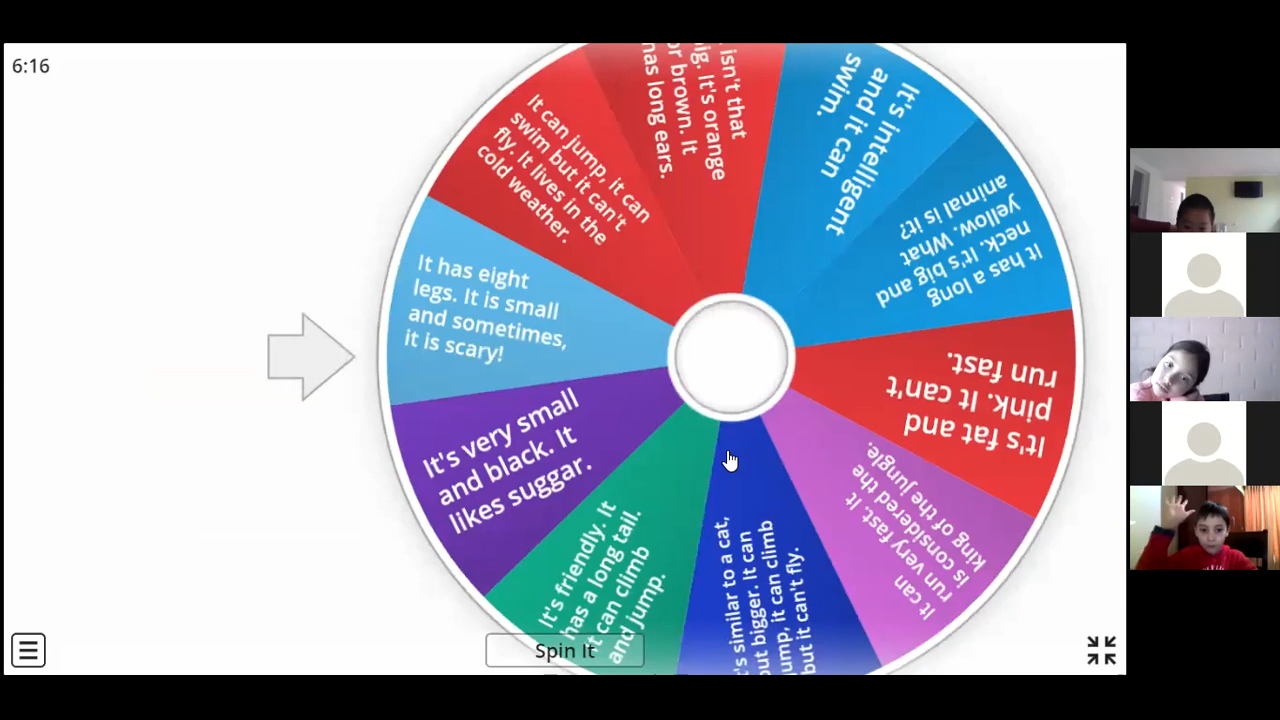 6:16
isn't that
ig. It's orange
or brown. It
has long ears.
It's intelligent
and it can
swim.
It has a long
neck. It's big and
yellow. What
animal is it?
It's fat and
pink. It can't
run fast.
It can
run very fast. It
is considered the
king of the jungle.
It's similar to a cat,
but bigger. It can
jump, it can climb
but it can't fly.
It's friendly. It
has a long tail.
it can climb
and jump.
It's very small
and black. It
likes suggar.
It has eight
legs. It is small
and sometimes,
it is scary!
It can jump, it can
swim but it can't
fly. It lives in the
cold weather.
Spin It